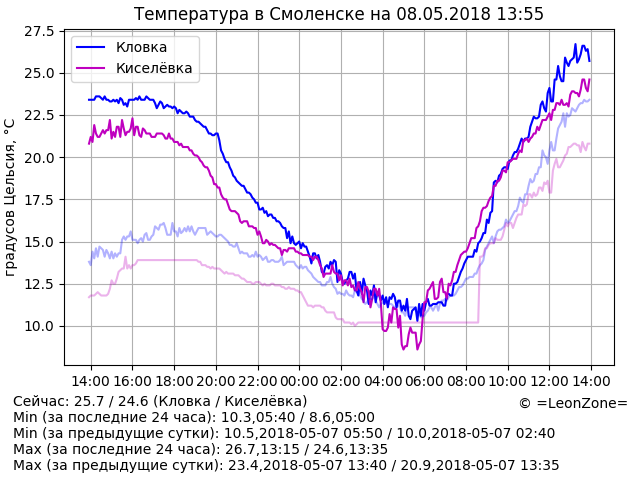 Температура в Смоленске на 08.05.2018 13:55
27.5
25.0
22.5
20.0
17.5
15.0
12.5
10.0
градусов Цельсия, °C
Кловка
Киселёвка
14:00 16:00 18:00 20:00 22:00 00:00 02:00 04:00 06:00 08:00 10:00 12:00 14:00
Сейчас: 25.7 / 24.6 (Кловка / Киселёвка)
© =LeonZone=
Min (за последние 24 часа): 10.3,05:40 / 8.6,05:00
Min (за предыдущие сутки): 10.5,2018-05-07 05:50 / 10.0,2018-05-07 02:40
Max (за последние 24 часа): 26.7,13:15 / 24.6,13:35
Max (за предыдущие сутки): 23.4,2018-05-07 13:40 / 20.9,2018-05-07 13:35